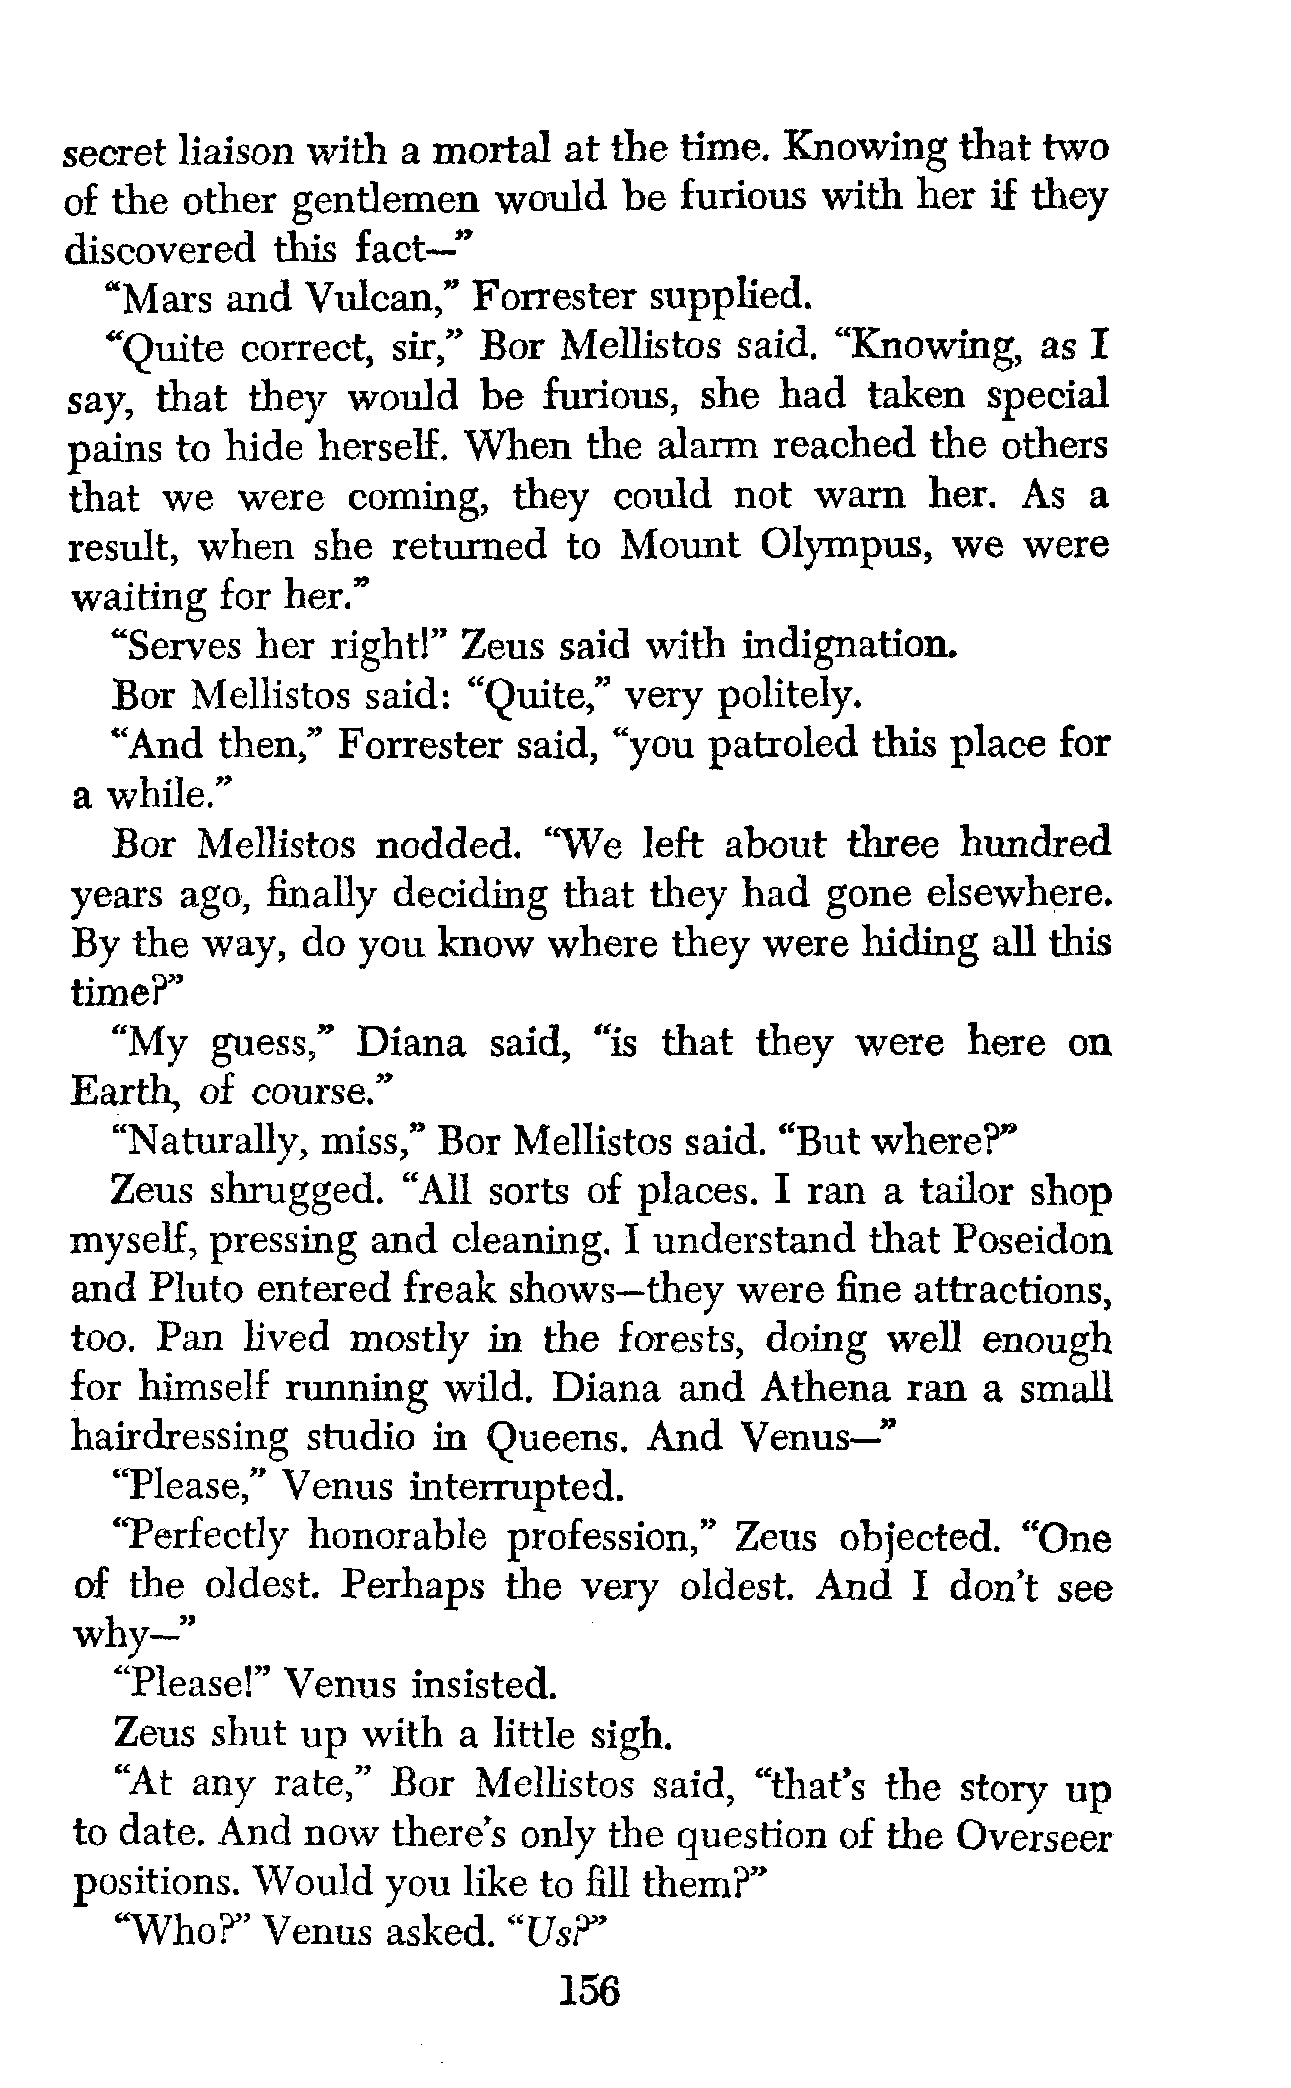 secret liaison with a mortal at the time. Knowing that two
of the other gentlemen would be furious with her if they
discovered this fact—”
“Mars and Vulcan,” Forrester supplied.
“Quite correct, sir,” Bor Mellistos said. “Knowing, as I
say, that they would be furious, she had taken special
pains to hide herself. When the alarm reached the others
that we were coming, they could not warn her. As a
result, when she returned to Mount Olympus, we were
waiting for her.”
“Serves her right!” Zeus said with indignation.
Bor Mellistos said: “Quite,” very politely.
“And then,” Forrester said, “you patroled this place for
a while.”
Bor Mellistos nodded. “We left about three hundred
years ago, finally deciding that they had gone elsewhere.
By the way, do you know where they were hiding all this
time?”
“My guess,” Diana said, “is that they were here on
Earth, of course.”
“Naturally, miss,” Bor Mellistos said. “But where?”
Zeus shrugged. “All sorts of places. I ran a tailor shop
myself, pressing and cleaning. I understand that Poseidon
and Pluto entered freak shows—they were fine attractions,
too. Pan lived mostly in the forests, doing well enough
for himself running wild. Diana and Athena ran a small
hairdressing studio in Queens. And Venus—”
“Please,” Venus interrupted.
“Perfectly honorable profession,” Zeus objected. “One
of the oldest. Perhaps the very oldest. And I don’t see
why—”
“Please!” Venus insisted.
Zeus shut up with a little sigh.
“At any rate,” Bor Mellistos said, “that’s the story up
to date. And now there’s only the question of the Overseer
positions. Would you like to fill them?”
“Who?” Venus asked. “Us?”
156